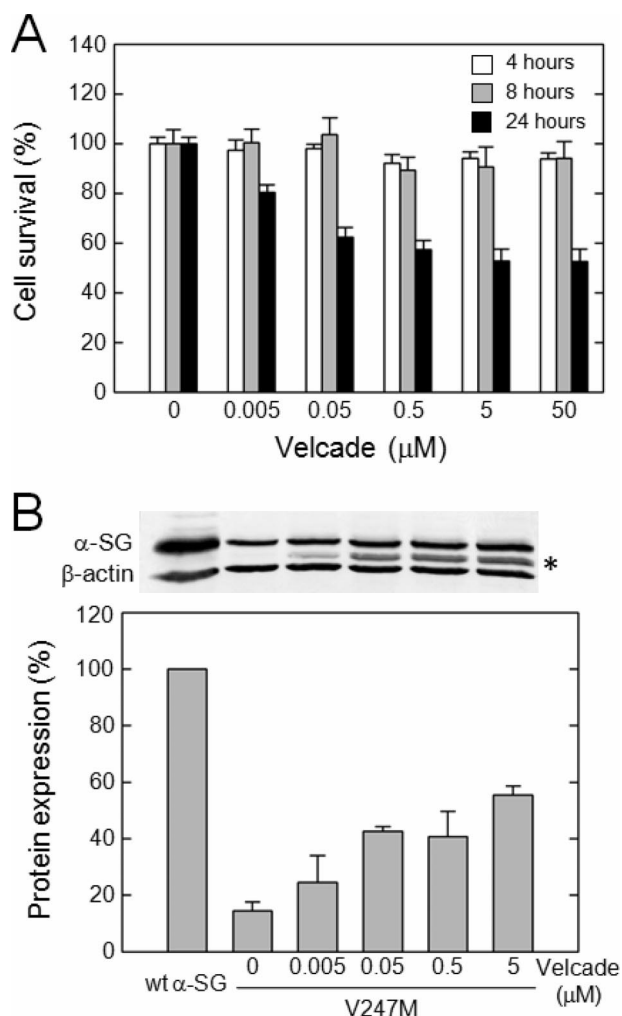 A
140
120
100
80
60
40
20
0
Cell survival (%)
4 hours
8 hours
24 hours
0 0.005 0.05 0.5 5 50
Velcade (μM)
B
α-SG
β-actin
*
120
100
80
60
40
20
0
Protein expression (%)
wt α-SG
0 0.005 0.05 0.5 5 Velcade
(μM)
V247M